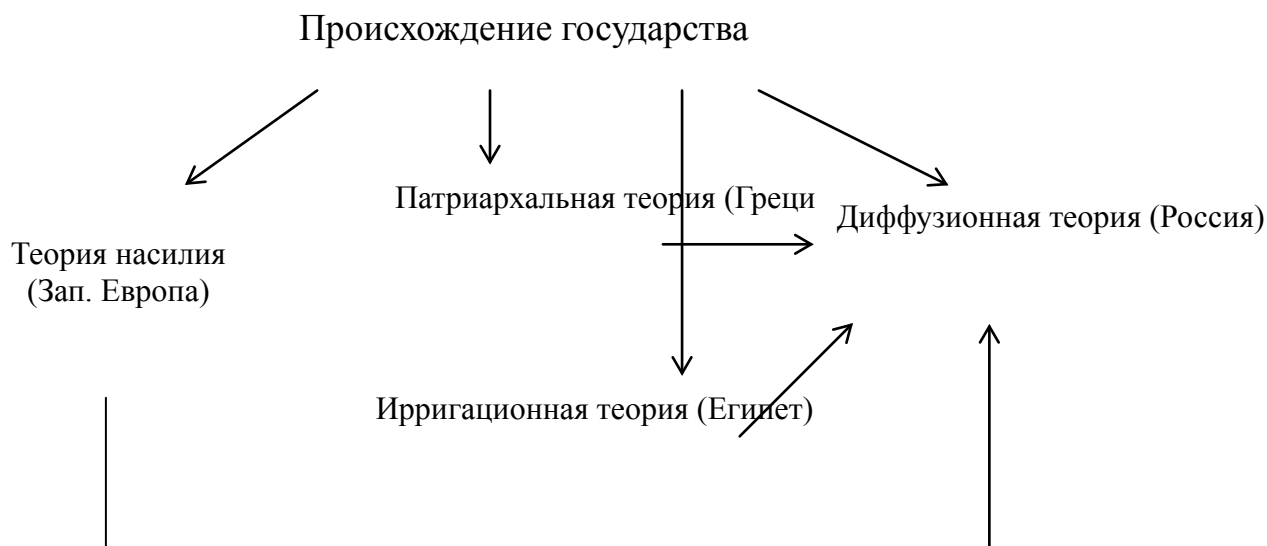 Происхождение государства
Патриархальная теория (Греци
Диффузионная теория (Россия)
Теория насилия
(Зап. Европа)
Ирригационная теория (Египет)